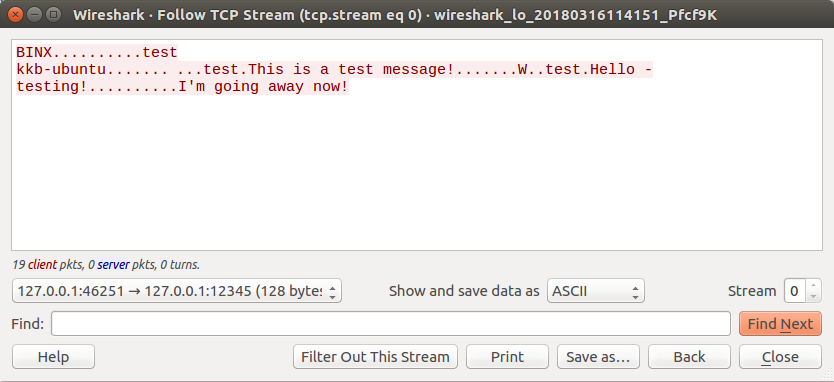 Wireshark · Follow TCP Stream (tcp.stream eq 0) · wireshark_lo_20180316114151_Pfcf9K
BINX..........test
kkb-ubuntu....... ...test.This is a test message!.......W..test.Hello -
testing!..........I'm going away now!
19 client pkts, 0 server pkts, 0 turns.
127.0.0.1:46251 → 127.0.0.1:12345 (128 bytes Show and save data as ASCII Stream 0
Find: Find Next
Help Filter Out This Stream Print Save as… Back Close